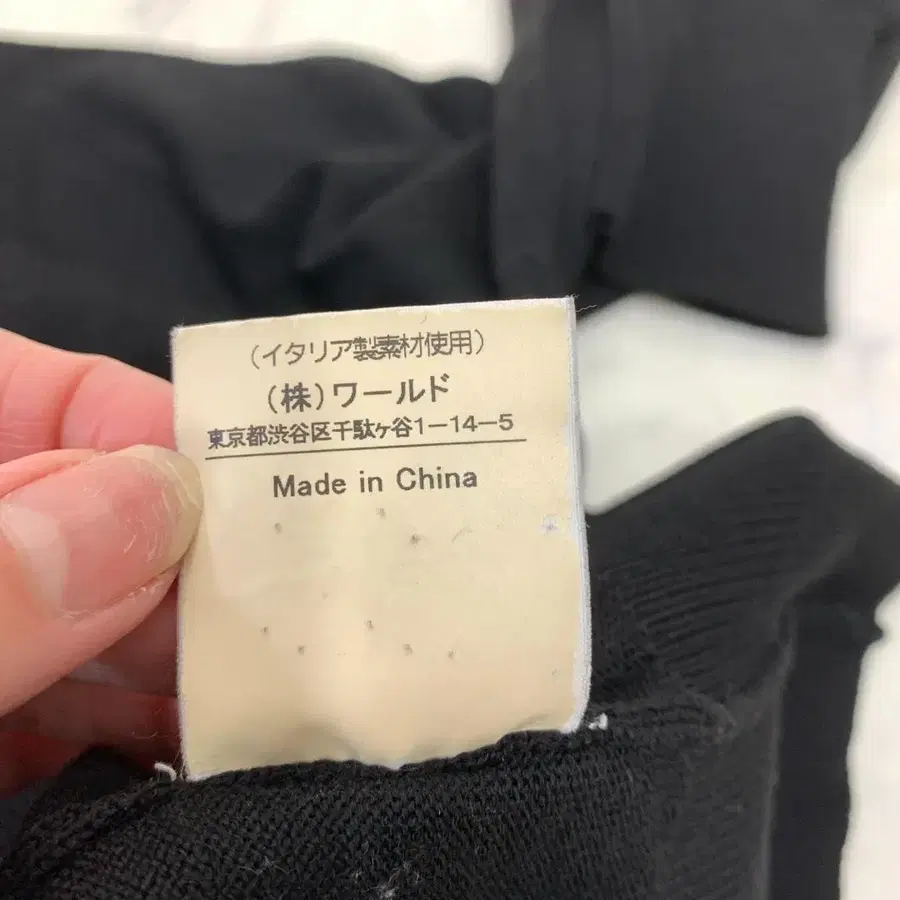 (イタリア製素材使用)
(株)ワールド
東京都渋谷区千駄ヶ谷1-14-5
Made in China